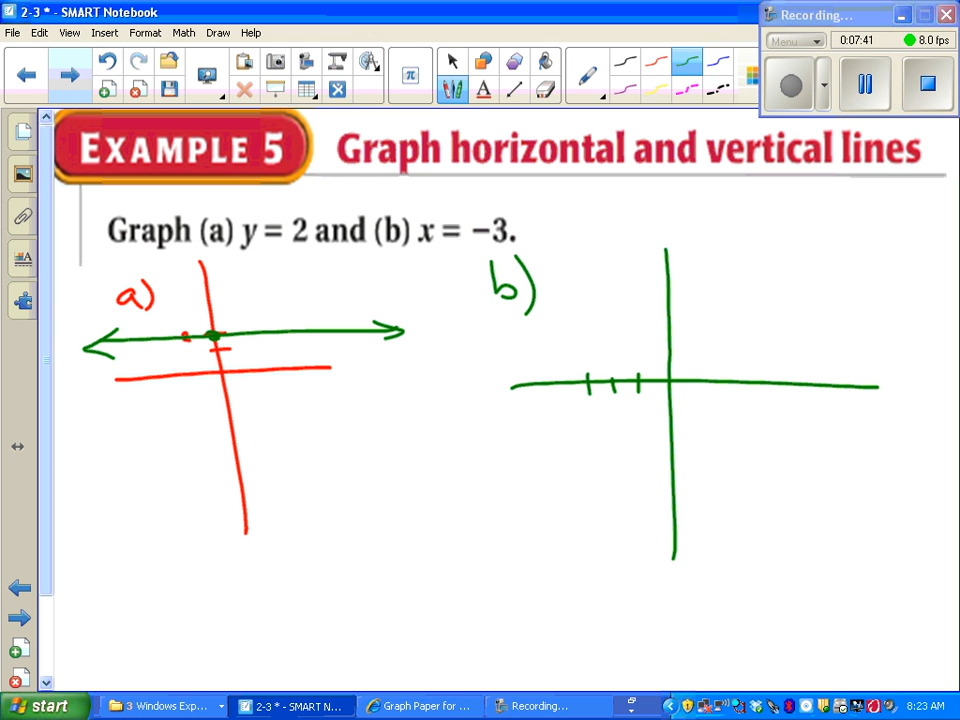 2-3 * - SMART Notebook
File Edit View Insert Format Math Draw Help
Recording...
Menu 0:07:41 8.0 fps
EXAMPLE 5 Graph horizontal and vertical lines
Graph (a) y = 2 and (b) x = −3.
a)
b)
start 3 Windows Exp... 2-3 * - SMART N... Graph Paper for ... Recording... 8:23 AM